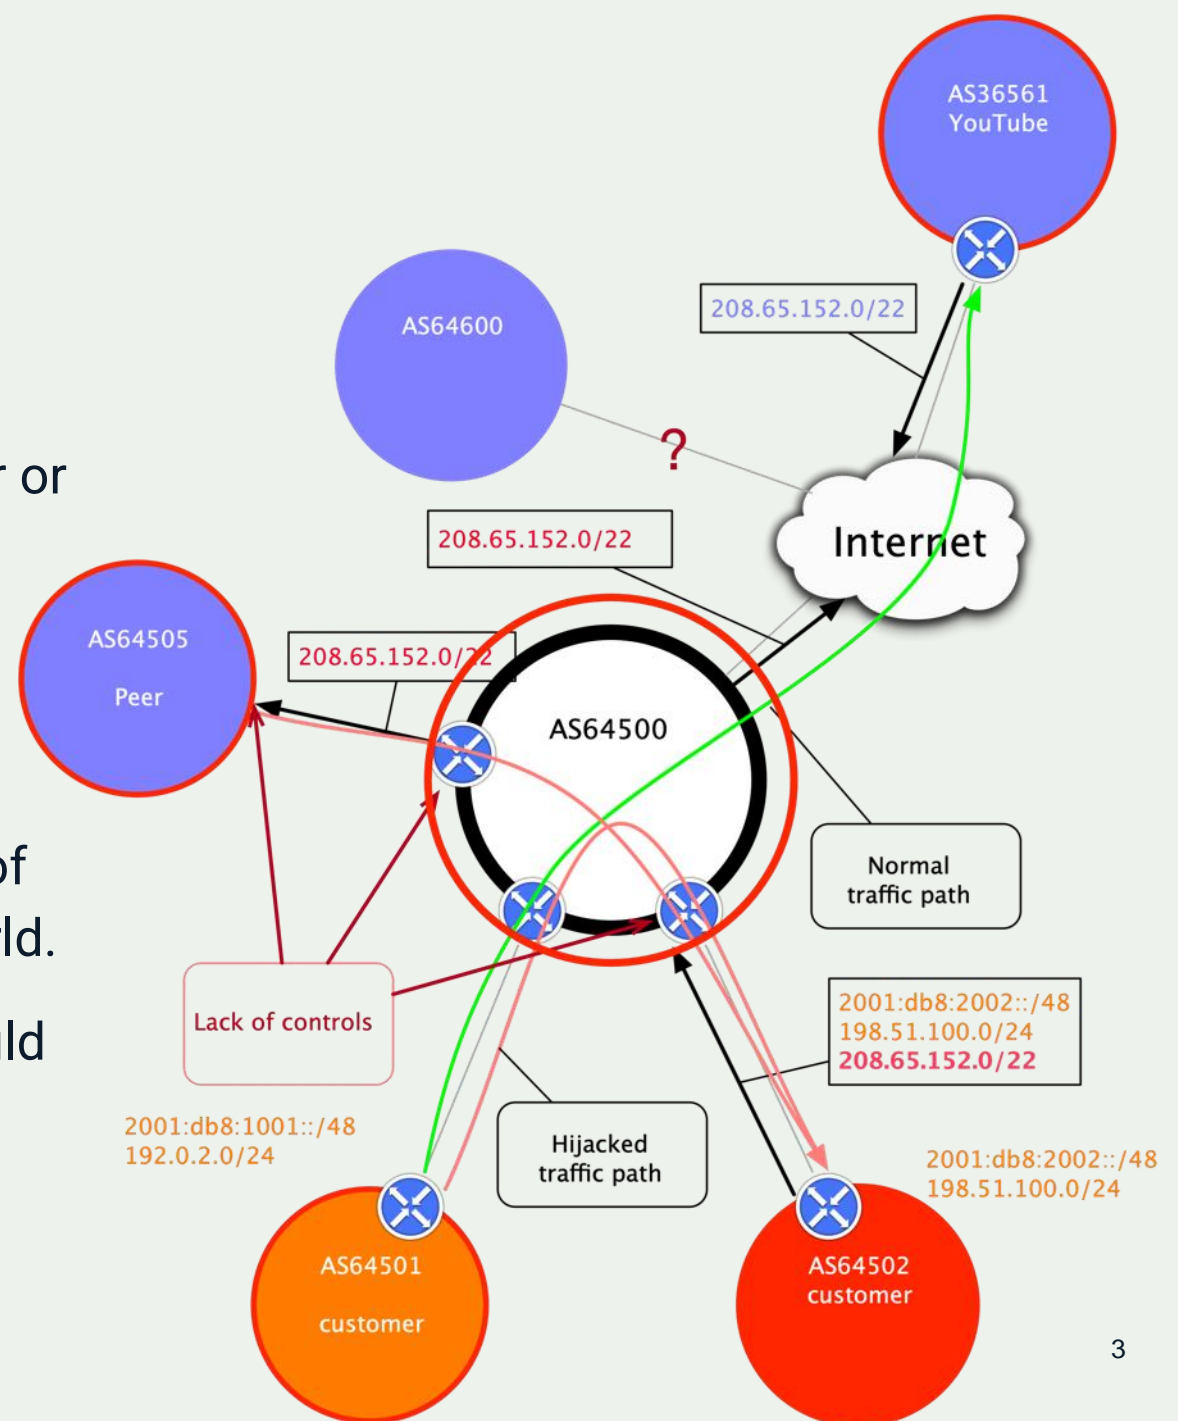 AS36561
YouTube
208.65.152.0/22
AS64600
?
r or
208.65.152.0/22
Internet
AS64505
Peer
208.65.152.0/22
AS64500
Normal
traffic path
of
rld.
Lack of controls
uld
2001:db8:2002::/48
198.51.100.0/24
208.65.152.0/22
2001:db8:1001::/48
192.0.2.0/24
Hijacked
traffic path
2001:db8:2002::/48
198.51.100.0/24
AS64501
customer
AS64502
customer
3